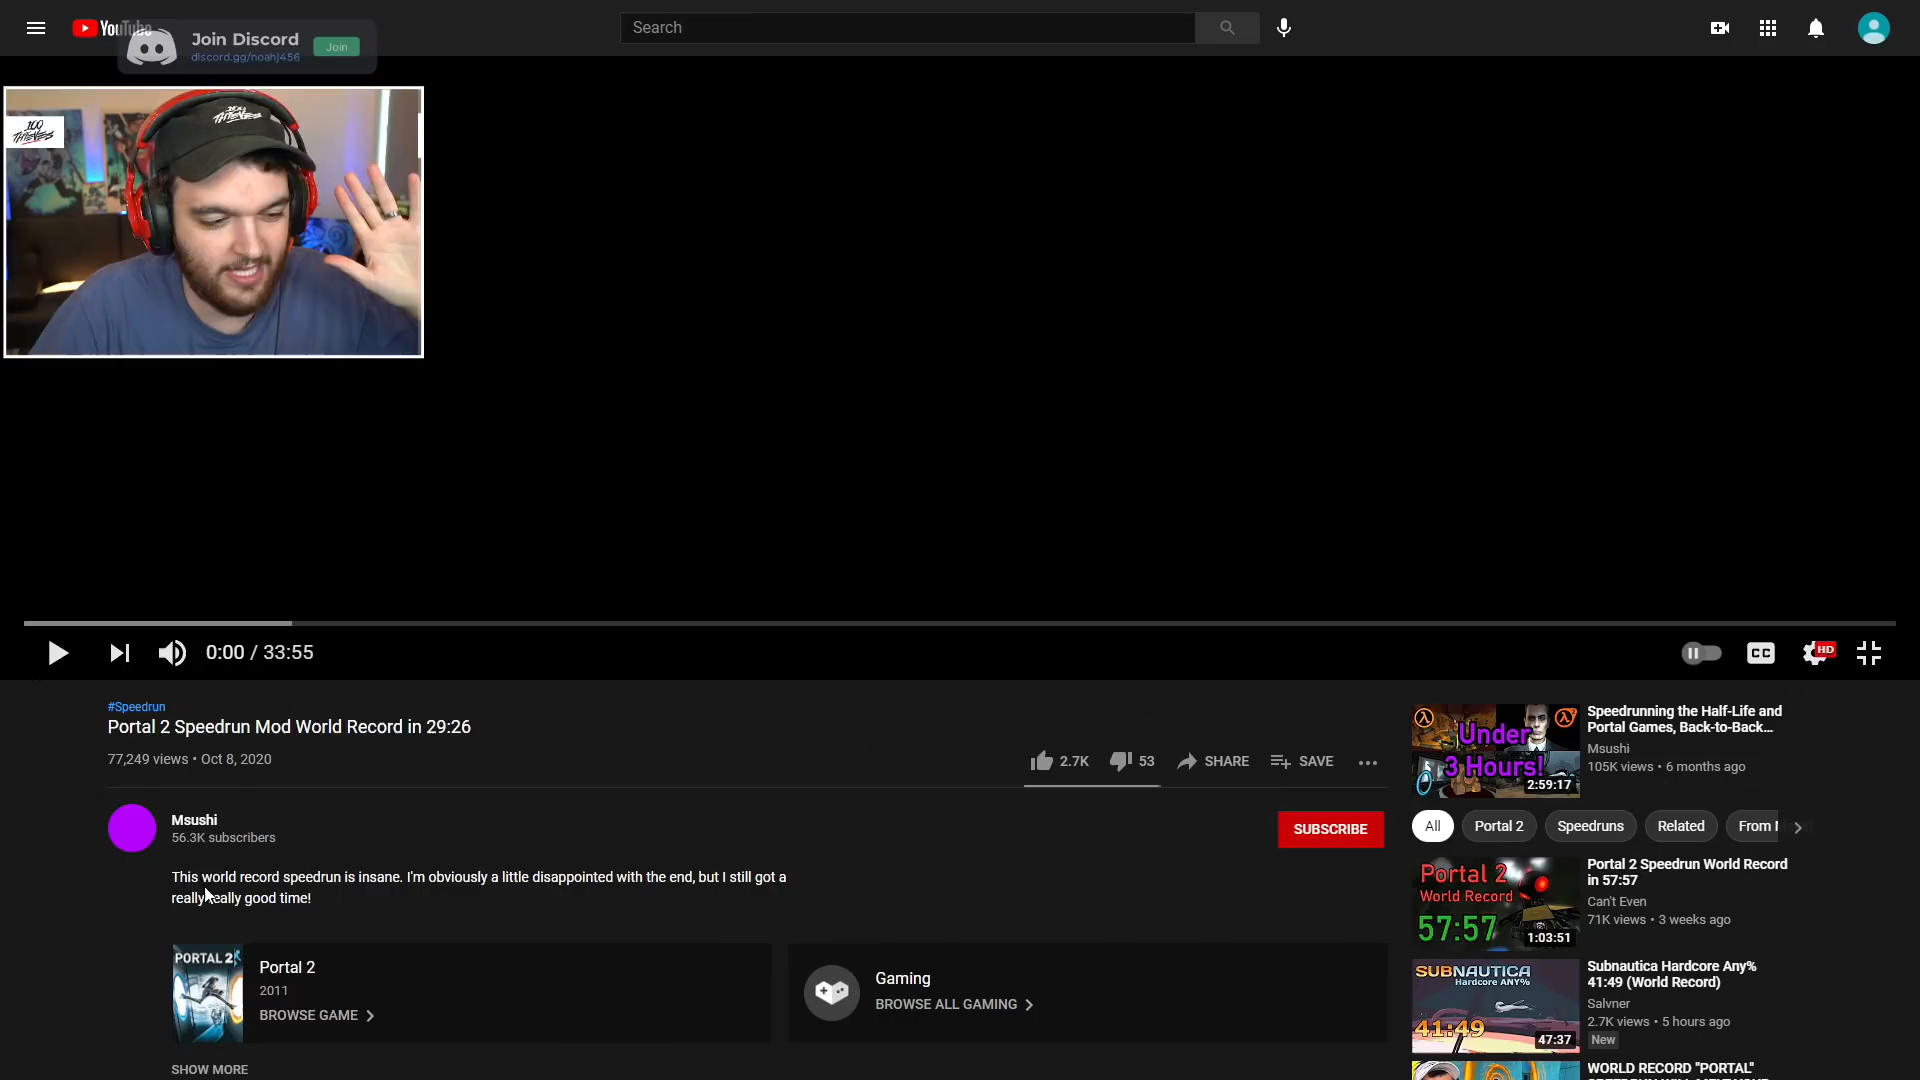 YouTube
Join Discord
discord.gg/noahj456
Join
Search
100
THIEVES
100
THIEVES
0:00 / 33:55
CC
HD
#Speedrun
Portal 2 Speedrun Mod World Record in 29:26
77,249 views • Oct 8, 2020
2.7K
53
SHARE
SAVE
Msushi
56.3K subscribers
SUBSCRIBE
This world record speedrun is insane. I'm obviously a little disappointed with the end, but I still got a
really really good time!
PORTAL 2
Portal 2
2011
BROWSE GAME
Gaming
BROWSE ALL GAMING
SHOW MORE
Under
3 Hours!
2:59:17
Speedrunning the Half-Life and
Portal Games, Back-to-Back...
Msushi
105K views • 6 months ago
All
Portal 2
Speedruns
Related
From
Portal 2
World Record
57:57
1:03:51
Portal 2 Speedrun World Record
in 57:57
Can't Even
71K views • 3 weeks ago
SUBNAUTICA
Hardcore ANY%
41:49
47:37
Subnautica Hardcore Any%
41:49 (World Record)
Salvner
2.7K views • 5 hours ago
New
WORLD RECORD "PORTAL"